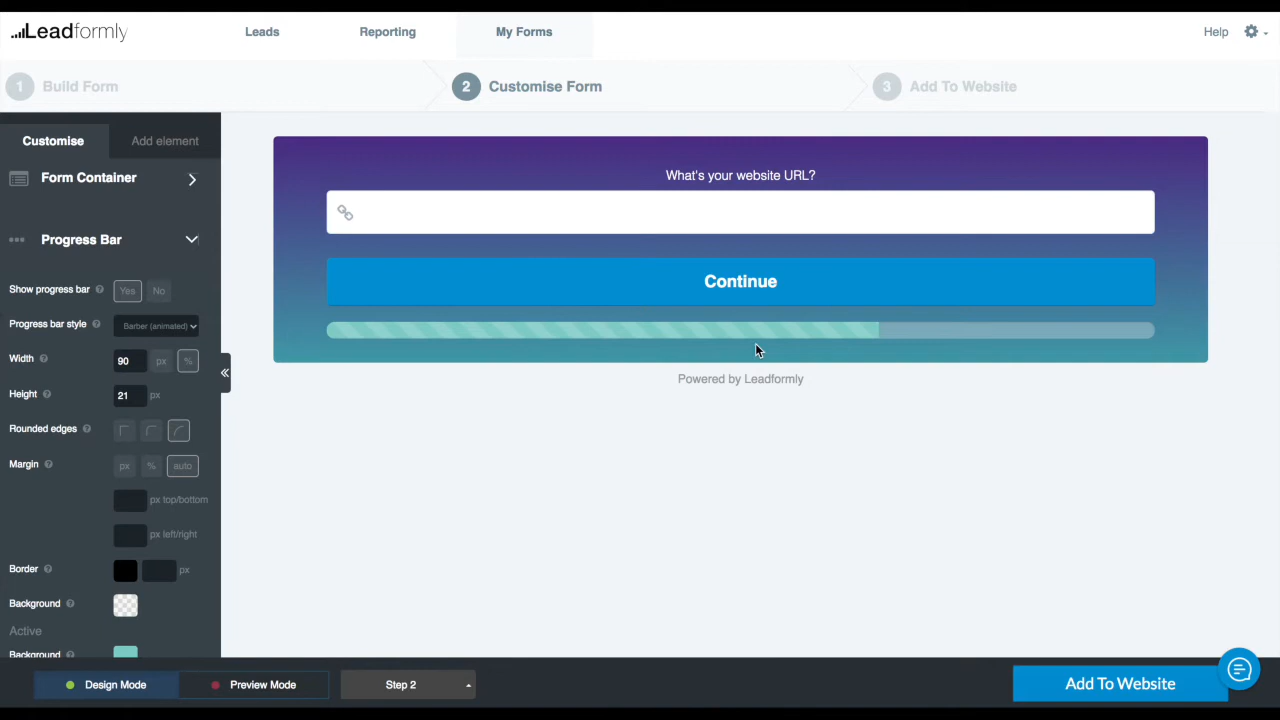 Leadformly
Leads
Reporting
My Forms
Help
1 Build Form
2 Customise Form
3 Add To Website
Customise
Add element
Form Container
Progress Bar
Show progress bar ? Yes No
Progress bar style ? Barber (animated)
Width ? 90 px %
Height ? 21 px
Rounded edges ?
Margin ? px % auto
px top/bottom
px left/right
Border ? px
Background ?
Active
Background ?
What's your website URL?
Continue
Powered by Leadformly
Design Mode
Preview Mode
Step 2
Add To Website